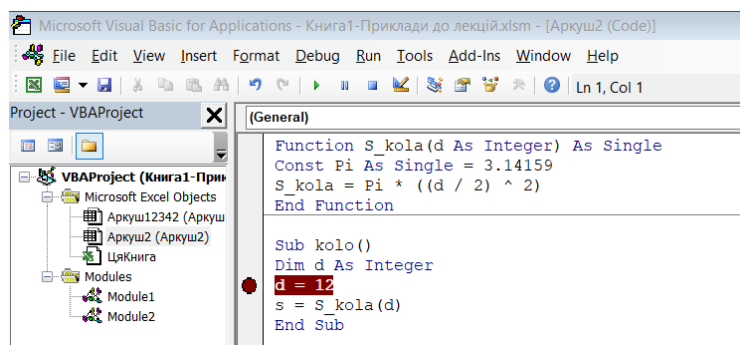 Microsoft Visual Basic for Applications - Книга1-Приклади до лекцій.xlsm - [Аркуш2 (Code)]
File Edit View Insert Format Debug Run Tools Add-Ins Window Help
Ln 1, Col 1
Project - VBAProject
(General)
VBAProject (Книга1-Прик
Microsoft Excel Objects
Аркуш12342 (Аркуш
Аркуш2 (Аркуш2)
ЦяКнига
Modules
Module1
Module2
Function S_kola(d As Integer) As Single
Const Pi As Single = 3.14159
S_kola = Pi * ((d / 2) ^ 2)
End Function
Sub kolo()
Dim d As Integer
d = 12
s = S_kola(d)
End Sub